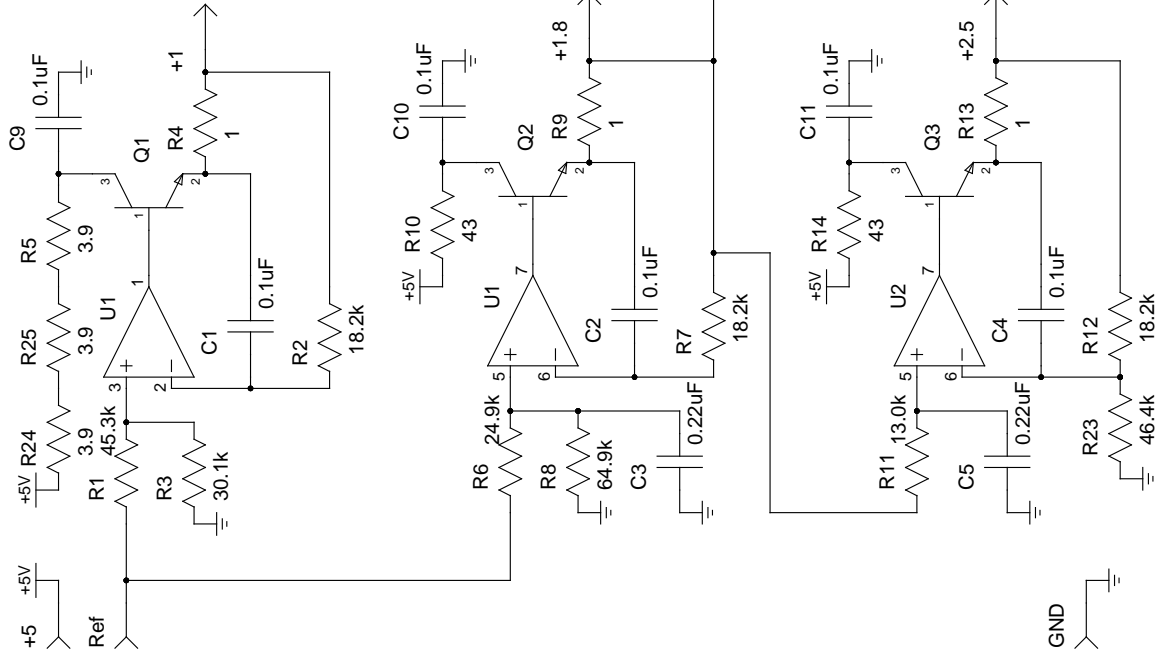 +5
+5V
Ref
GND
+5V
R24
3.9
R25
3.9
R5
3.9
C9
0.1uF
R1
45.3k
R3
30.1k
3
2
+
−
U1
1
1
3
2
Q1
R4
1
+1
C1
0.1uF
R2
18.2k
+5V
R10
43
C10
0.1uF
R6
24.9k
R8
64.9k
C3
0.22uF
5
6
+
−
U1
7
1
3
2
Q2
R9
1
+1.8
C2
0.1uF
R7
18.2k
+5V
R14
43
C11
0.1uF
R11
13.0k
C5
0.22uF
5
6
+
−
U2
7
1
3
2
Q3
R13
1
+2.5
C4
0.1uF
R12
18.2k
R23
46.4k